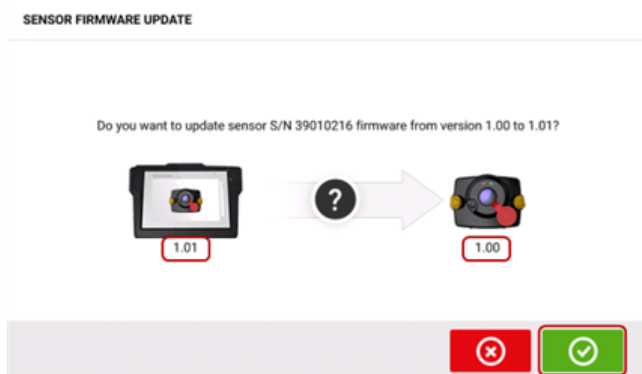 SENSOR FIRMWARE UPDATE
Do you want to update sensor S/N 39010216 firmware from version 1.00 to 1.01?
?
1.01
1.00